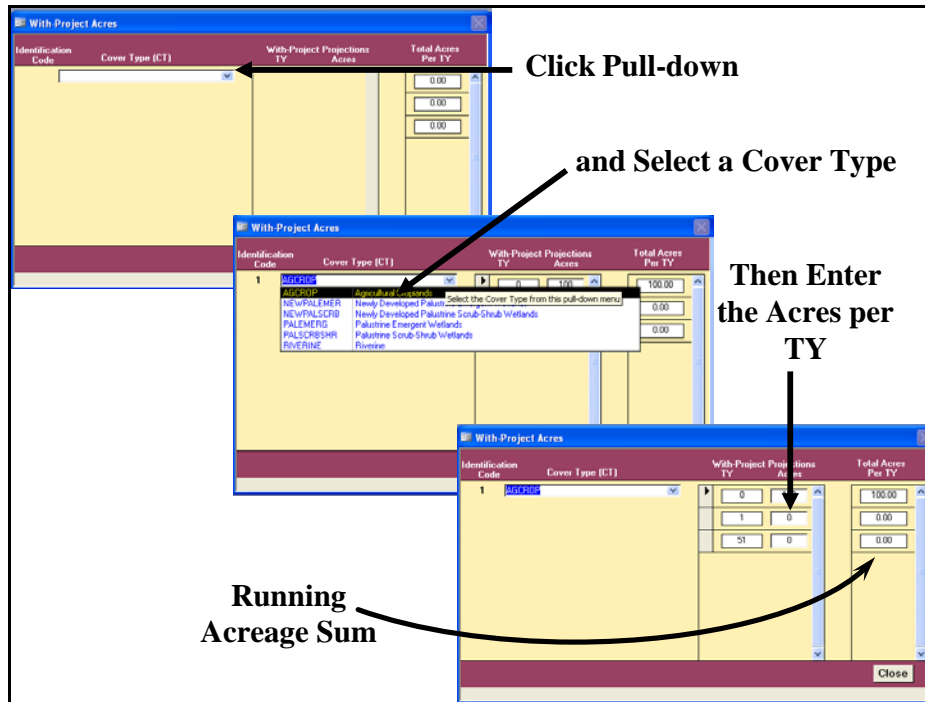 With-Project Acres
Identification Code
Cover Type (CT)
With-Project Projections
TY Acres
Total Acres Per TY
0.00
0.00
0.00
Click Pull-down
and Select a Cover Type
With-Project Acres
Identification Code
Cover Type (CT)
With-Project Projections
TY Acres
Total Acres Per TY
1 AGCROP 0 100 100.00
AGCROP Agricultural Croplands
Select the Cover Type from this pull-down menu
NEWPALEMER Newly Developed
NEWPALSCRB Newly Developed Palustrine Scrub-Shrub Wetlands
PALEMERG Palustrine Emergent Wetlands
PALSCRBSHR Palustrine Scrub-Shrub Wetlands
RIVERINE Riverine
0.00
0.00
Then Enter
the Acres per
TY
With-Project Acres
Identification Code
Cover Type (CT)
With-Project Projections
TY Acres
Total Acres Per TY
1 AGCROP 0 100.00
1 0 0.00
51 0 0.00
Running
Acreage Sum
Close